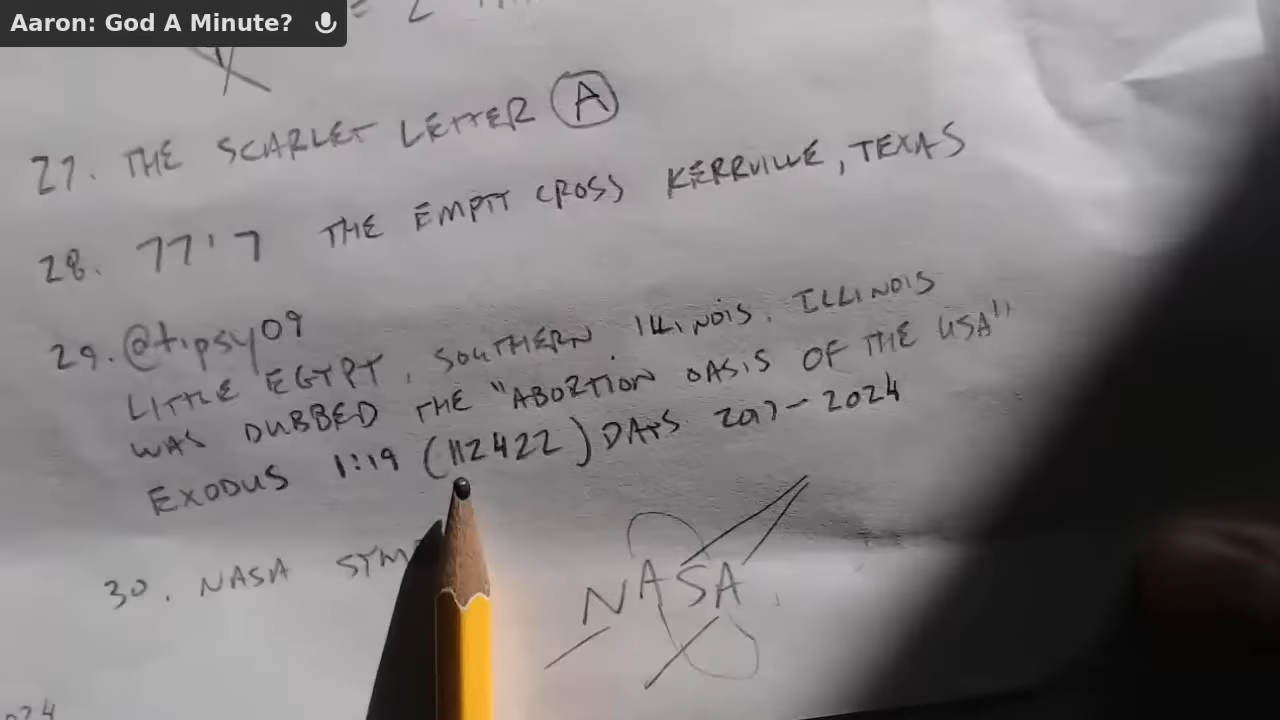 Aaron: God A Minute?
27. THE SCARLET LETTER A
28. 77'7 THE EMPTY CROSS KERRVILLE, TEXAS
29. @tipsy09
LITTLE EGYPT, SOUTHERN ILLINOIS. ILLINOIS
WAS DUBBED THE "ABORTION OASIS OF THE USA"
EXODUS 1:19 (112422) DAYS 2017-2024
30. NASA
NASA